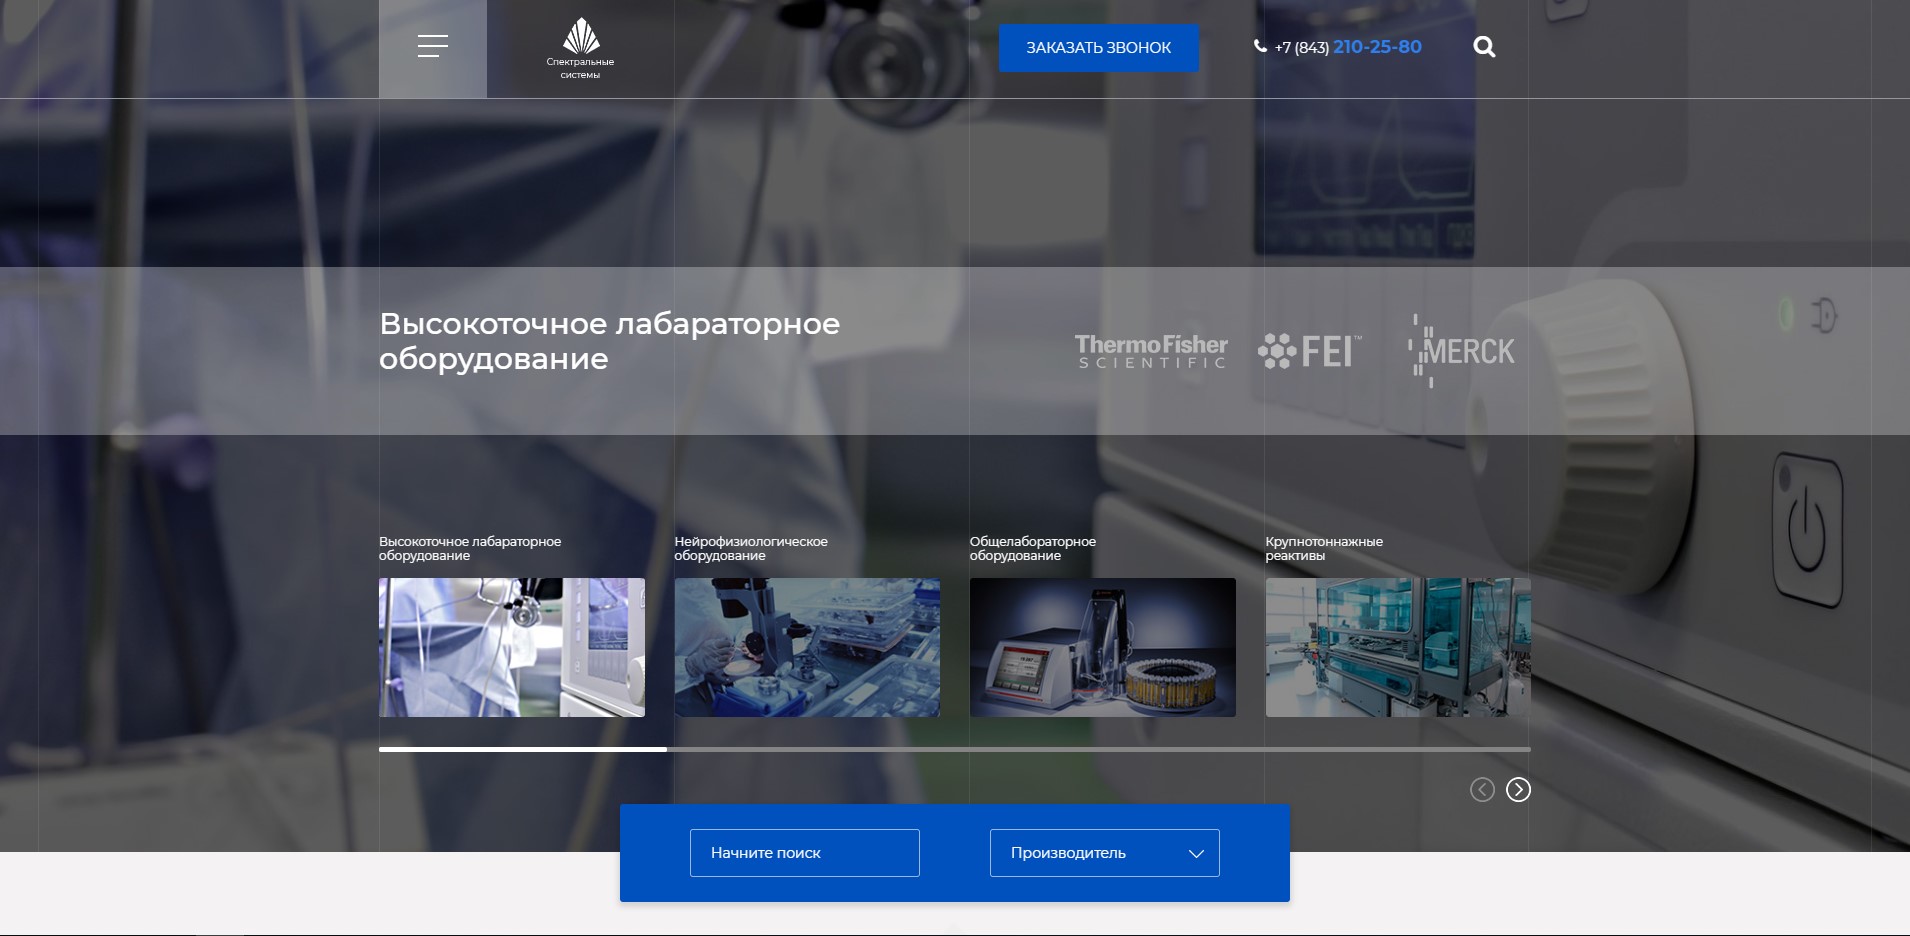 Спектральные
системы
ЗАКАЗАТЬ ЗВОНОК
+7 (843) 210-25-80
Высокоточное лабараторное
оборудование
ThermoFisher
SCIENTIFIC
FEI™
MERCK
Высокоточное лабараторное
оборудование
Нейрофизиологическое
оборудование
Общелабораторное
оборудование
Крупнотоннажные
реактивы
Начните поиск
Производитель